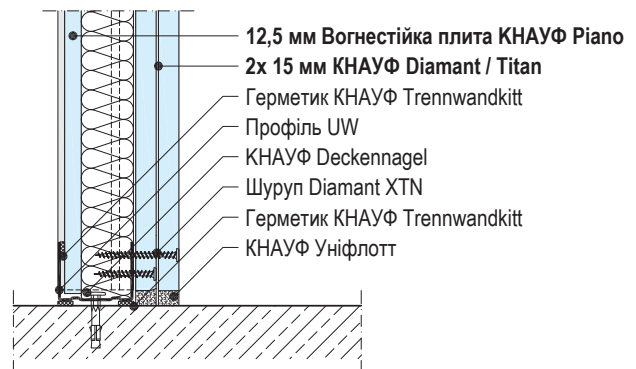 12,5 мм Вогнестійка плита КНАУФ Piano
2x 15 мм КНАУФ Diamant / Titan
Герметик КНАУФ Trennwandkitt
Профіль UW
КНАУФ Deckennagel
Шуруп Diamant XTN
Герметик КНАУФ Trennwandkitt
КНАУФ Уніфлотт